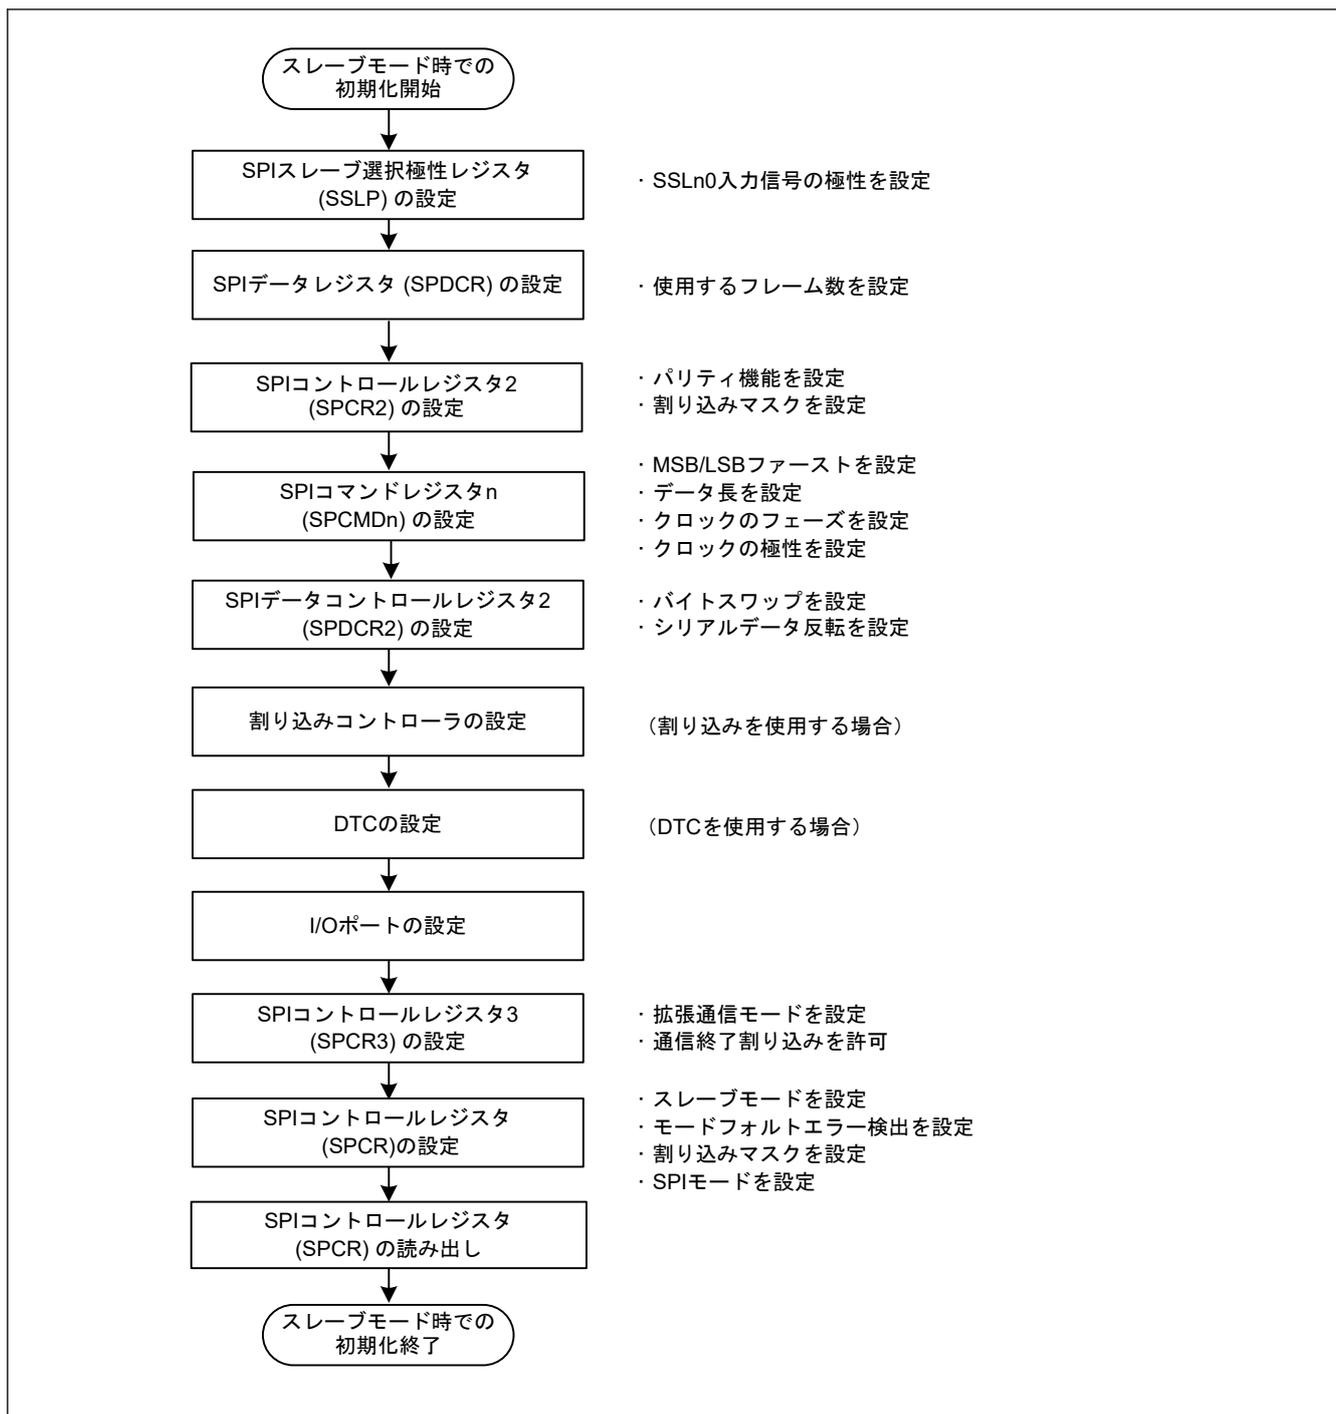 スレーブモード時での
初期化開始
SPIスレーブ選択極性レジスタ
(SSLP) の設定
・SSLn0入力信号の極性を設定
SPIデータレジスタ (SPDCR) の設定
・使用するフレーム数を設定
SPIコントロールレジスタ2
(SPCR2) の設定
・パリティ機能を設定
・割り込みマスクを設定
SPIコマンドレジスタn
(SPCMDn) の設定
・MSB/LSBファーストを設定
・データ長を設定
・クロックのフェーズを設定
・クロックの極性を設定
SPIデータコントロールレジスタ2
(SPDCR2) の設定
・バイトスワップを設定
・シリアルデータ反転を設定
割り込みコントローラの設定
（割り込みを使用する場合）
DTCの設定
（DTCを使用する場合）
I/Oポートの設定
SPIコントロールレジスタ3
(SPCR3) の設定
・拡張通信モードを設定
・通信終了割り込みを許可
SPIコントロールレジスタ
(SPCR)の設定
・スレーブモードを設定
・モードフォルトエラー検出を設定
・割り込みマスクを設定
・SPIモードを設定
SPIコントロールレジスタ
(SPCR) の読み出し
スレーブモード時での
初期化終了